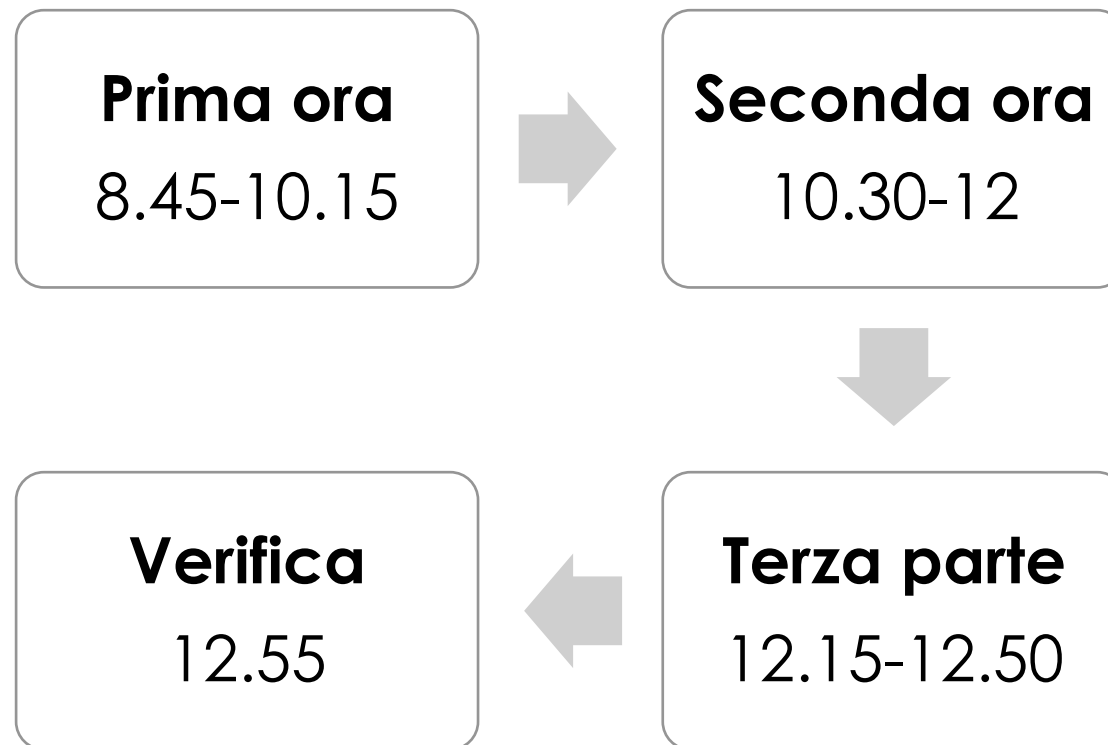 Prima ora
8.45-10.15
Seconda ora
10.30-12
Terza parte
12.15-12.50
Verifica
12.55